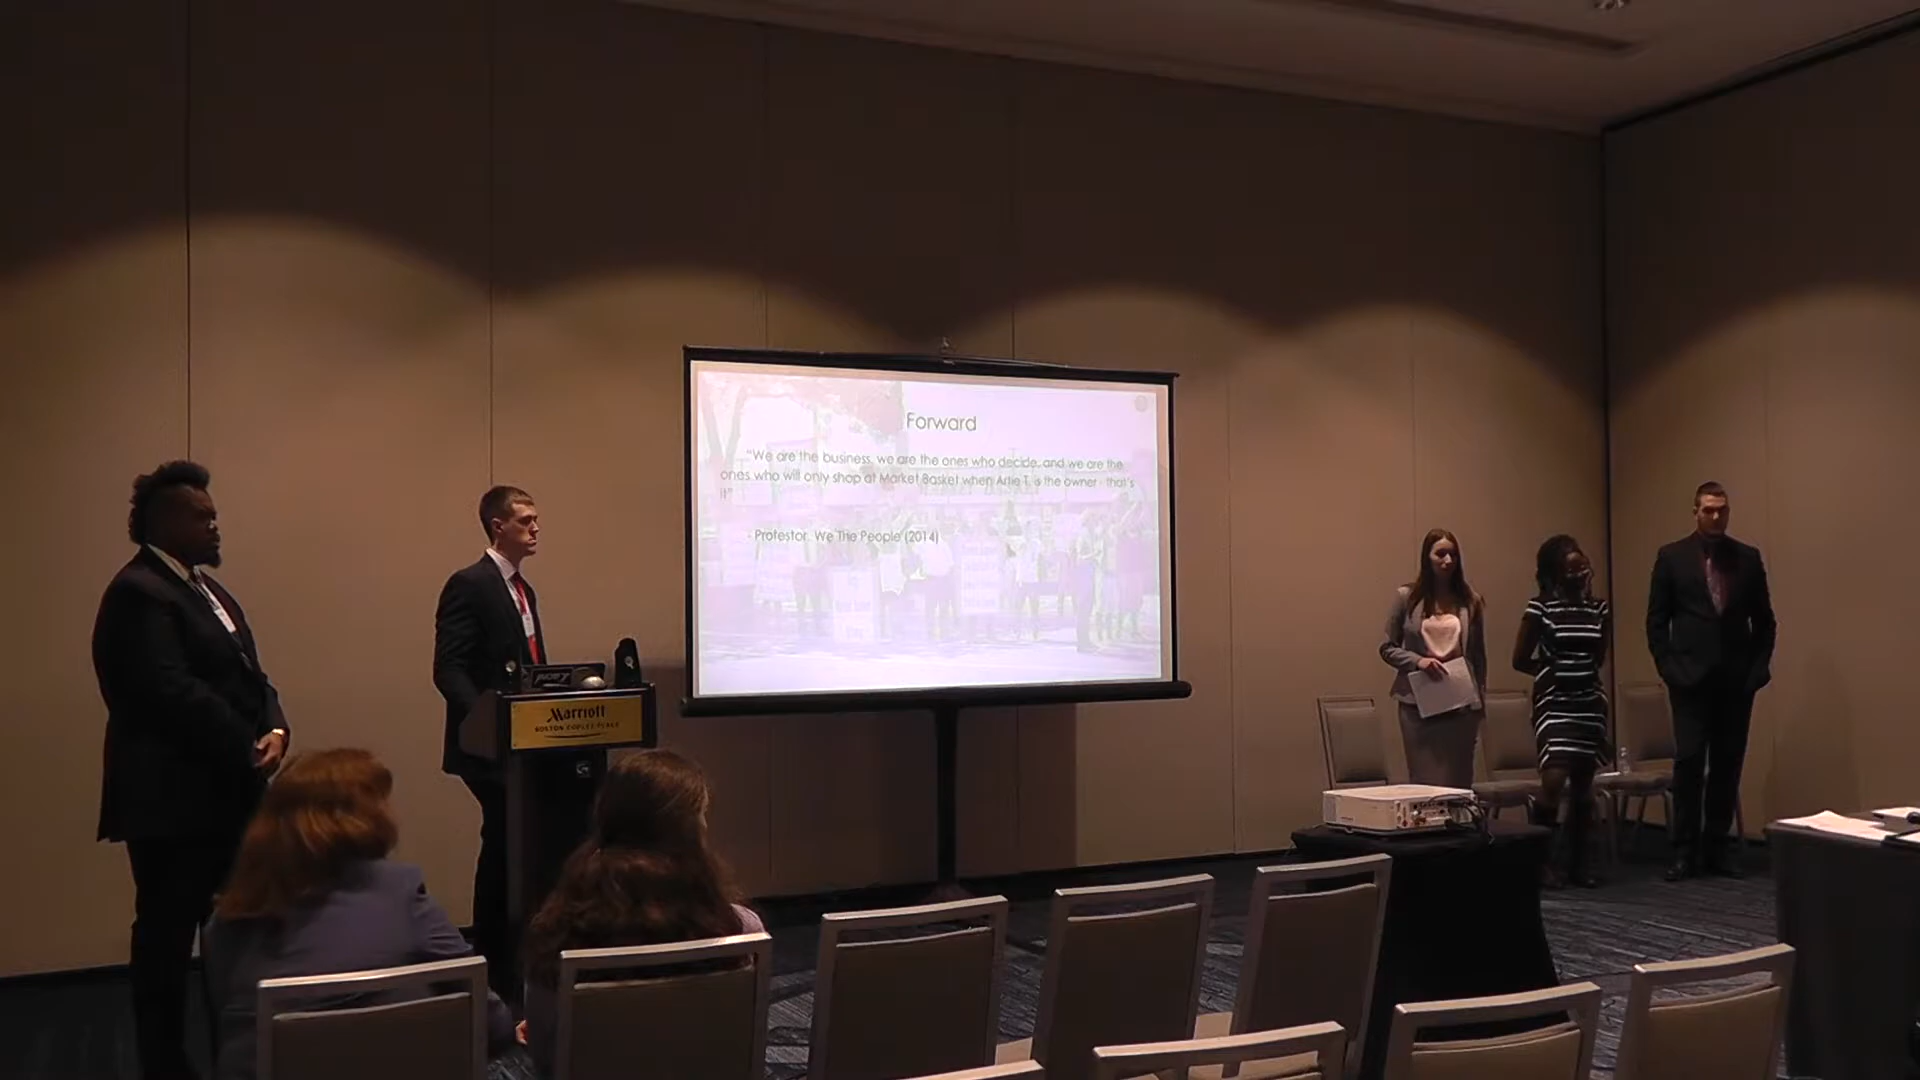 Forward
"We are the business, we are the ones who decide, and we are the
ones who will only shop at Market Basket when Artie T. is the owner - that's
it"
- Protestor, We The People (2014)
Marriott
BOSTON COPLEY PLACE